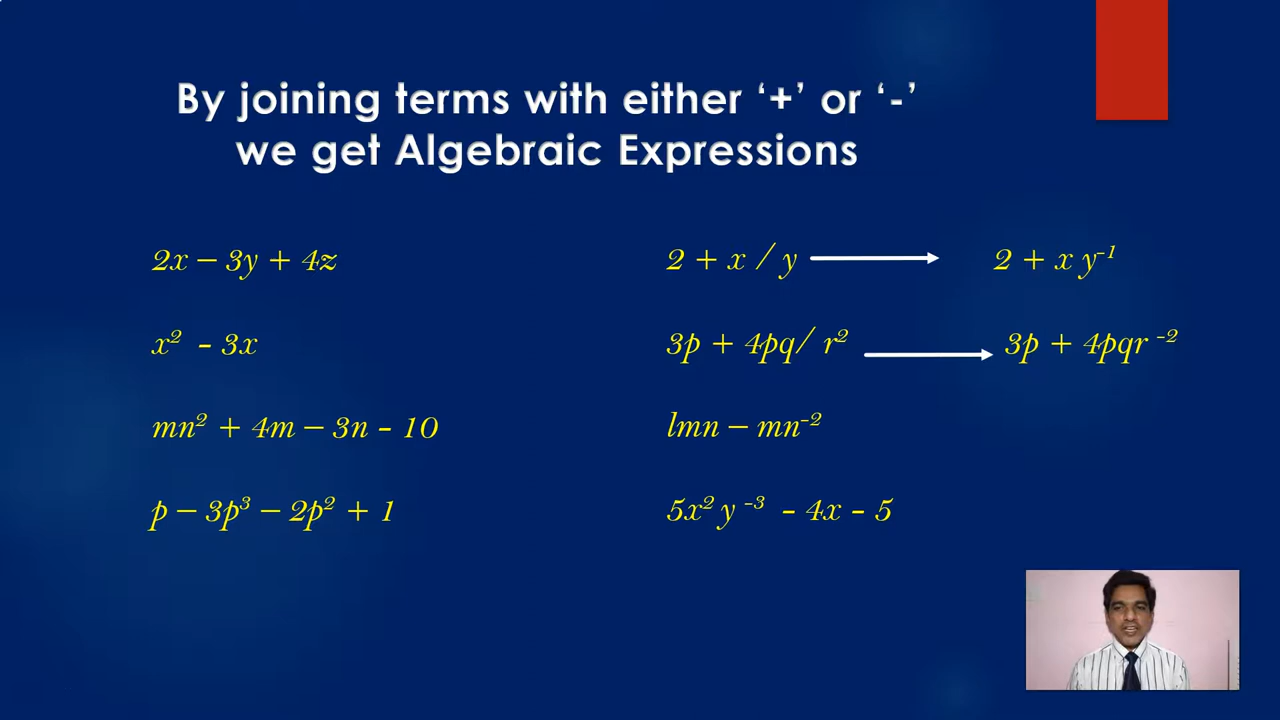 By joining terms with either ‘+’ or ‘-’
we get Algebraic Expressions
2x – 3y + 4z
x² - 3x
mn² + 4m – 3n - 10
p – 3p³ – 2p² + 1
2 + x / y 2 + x y⁻¹
3p + 4pq/ r² 3p + 4pqr ⁻²
lmn – mn⁻²
5x² y ⁻³ - 4x - 5